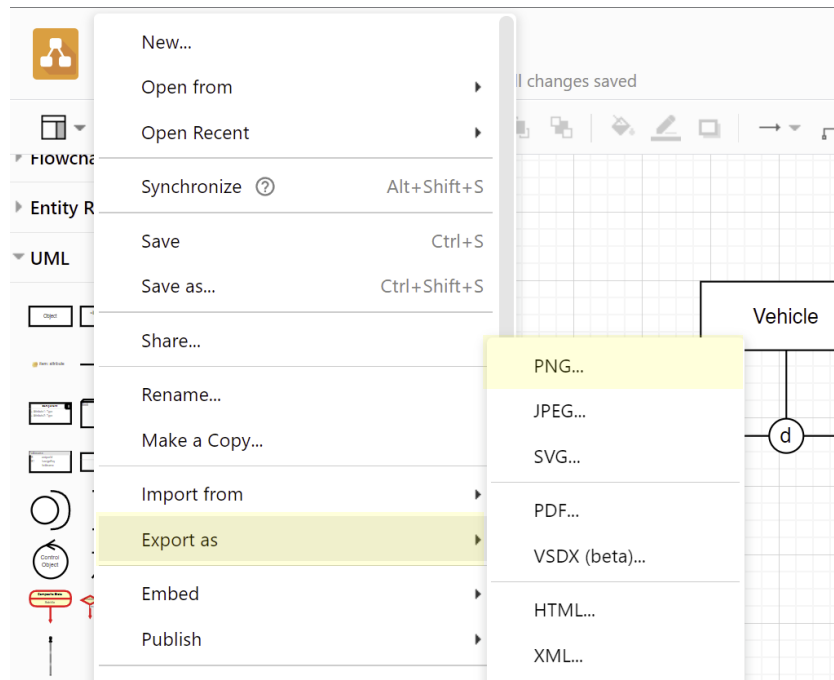 New...
Open from
ll changes saved
Open Recent
Flowcha
Synchronize ? Alt+Shift+S
Entity R
Save Ctrl+S
UML
Save as... Ctrl+Shift+S
Object
Vehicle
Share...
PNG...
Rename...
JPEG...
Make a Copy...
d
SVG...
Import from
PDF...
Export as
VSDX (beta)...
Control
Object
Embed
HTML...
Publish
XML...